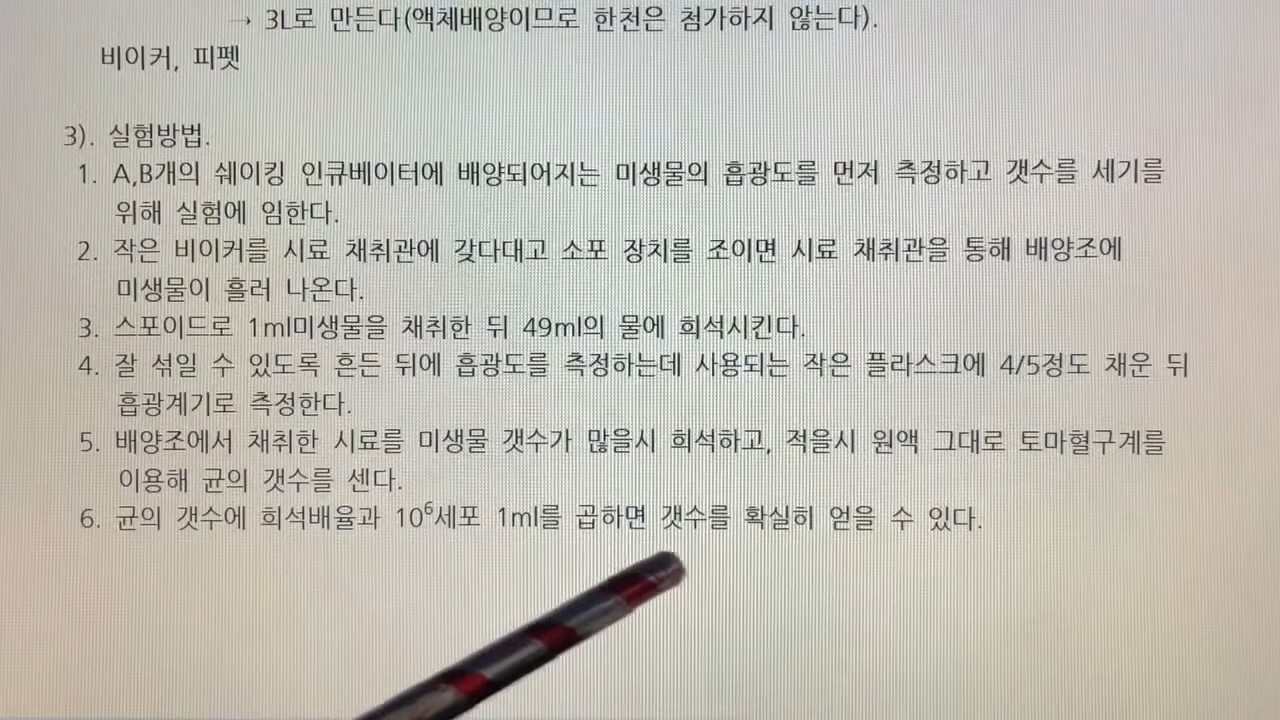 → 3L로 만든다(액체배양이므로 한천은 첨가하지 않는다).
비이커, 피펫
3). 실험방법.
1. A,B개의 쉐이킹 인큐베이터에 배양되어지는 미생물의 흡광도를 먼저 측정하고 갯수를 세기를
위해 실험에 임한다.
2. 작은 비이커를 시료 채취관에 갖다대고 소포 장치를 조이면 시료 채취관을 통해 배양조에
미생물이 흘러 나온다.
3. 스포이드로 1ml미생물을 채취한 뒤 49ml의 물에 희석시킨다.
4. 잘 섞일 수 있도록 흔든 뒤에 흡광도를 측정하는데 사용되는 작은 플라스크에 4/5정도 채운 뒤
흡광계기로 측정한다.
5. 배양조에서 채취한 시료를 미생물 갯수가 많을시 희석하고, 적을시 원액 그대로 토마혈구계를
이용해 균의 갯수를 센다.
6. 균의 갯수에 희석배율과 10⁶세포 1ml를 곱하면 갯수를 확실히 얻을 수 있다.